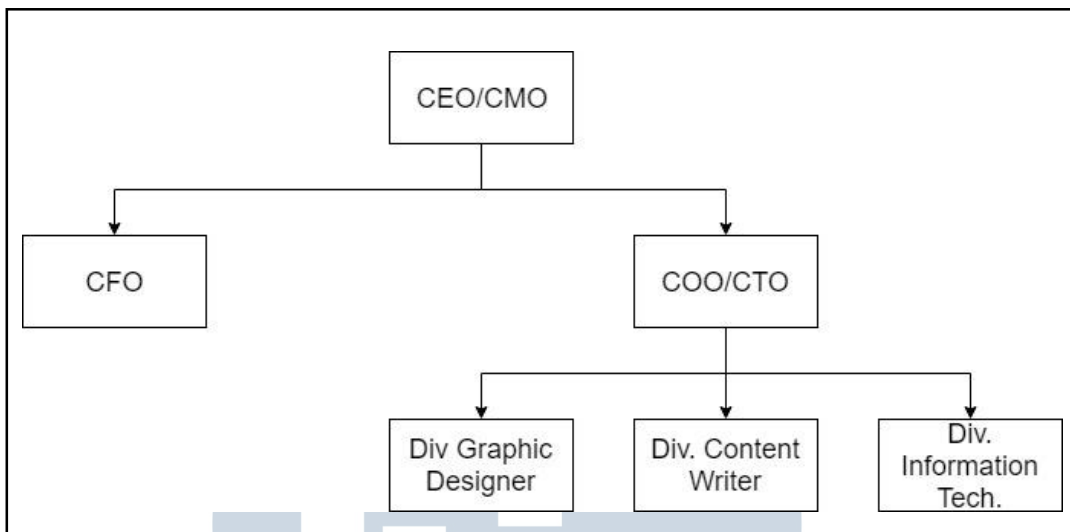 CEO/CMO
CFO
COO/CTO
Div Graphic
Designer
Div. Content
Writer
Div.
Information
Tech.